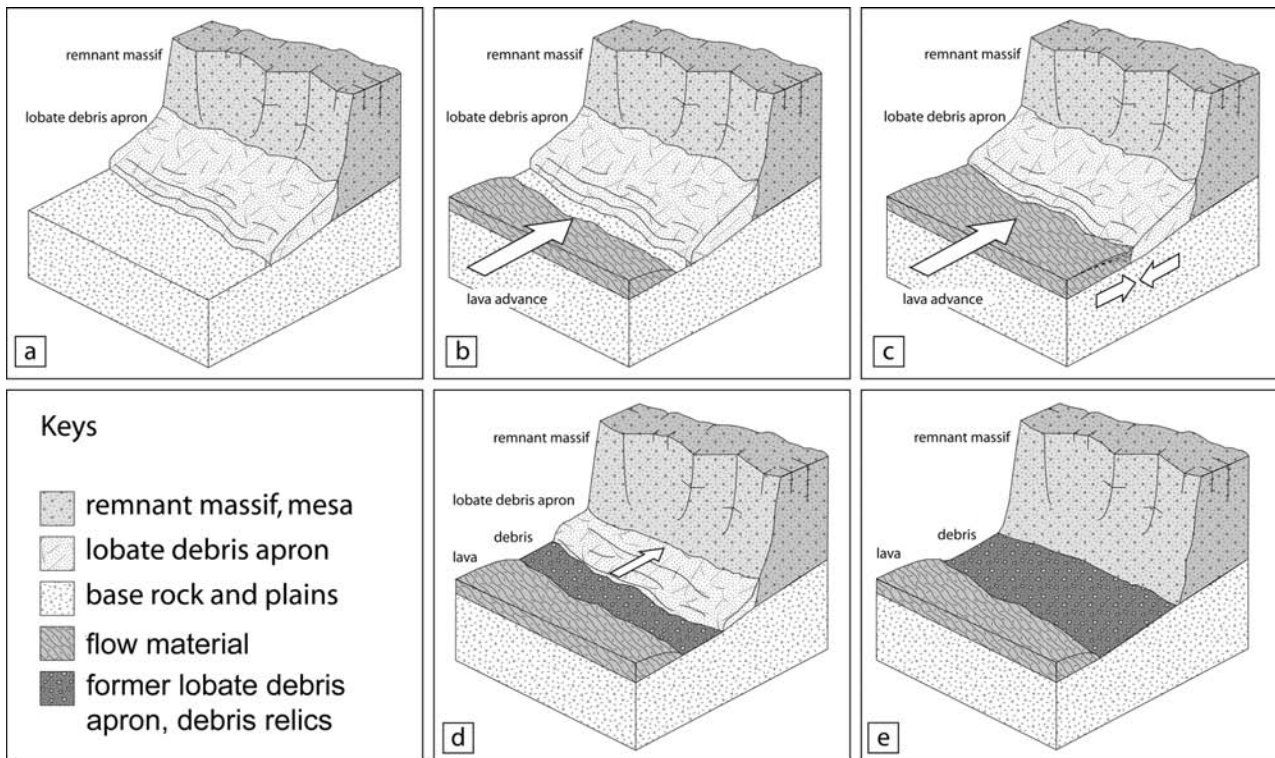 remnant massif
lobate debris apron
a
remnant massif
lobate debris apron
lava advance
b
remnant massif
lobate debris apron
lava advance
c
Keys
remnant massif, mesa
lobate debris apron
base rock and plains
flow material
former lobate debris
apron, debris relics
remnant massif
lobate debris apron
debris
lava
d
remnant massif
debris
lava
e